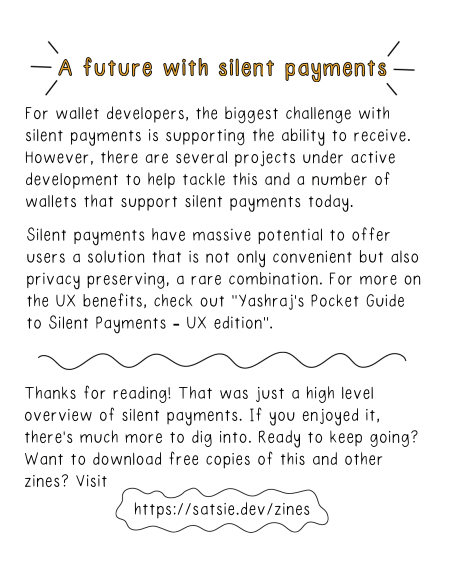 A future with silent payments
For wallet developers, the biggest challenge with
silent payments is supporting the ability to receive.
However, there are several projects under active
development to help tackle this and a number of
wallets that support silent payments today.
Silent payments have massive potential to offer
users a solution that is not only convenient but also
privacy preserving, a rare combination. For more on
the UX benefits, check out "Yashraj's Pocket Guide
to Silent Payments - UX edition".
Thanks for reading! That was just a high level
overview of silent payments. If you enjoyed it,
there's much more to dig into. Ready to keep going?
Want to download free copies of this and other
zines? Visit
https://satsie.dev/zines